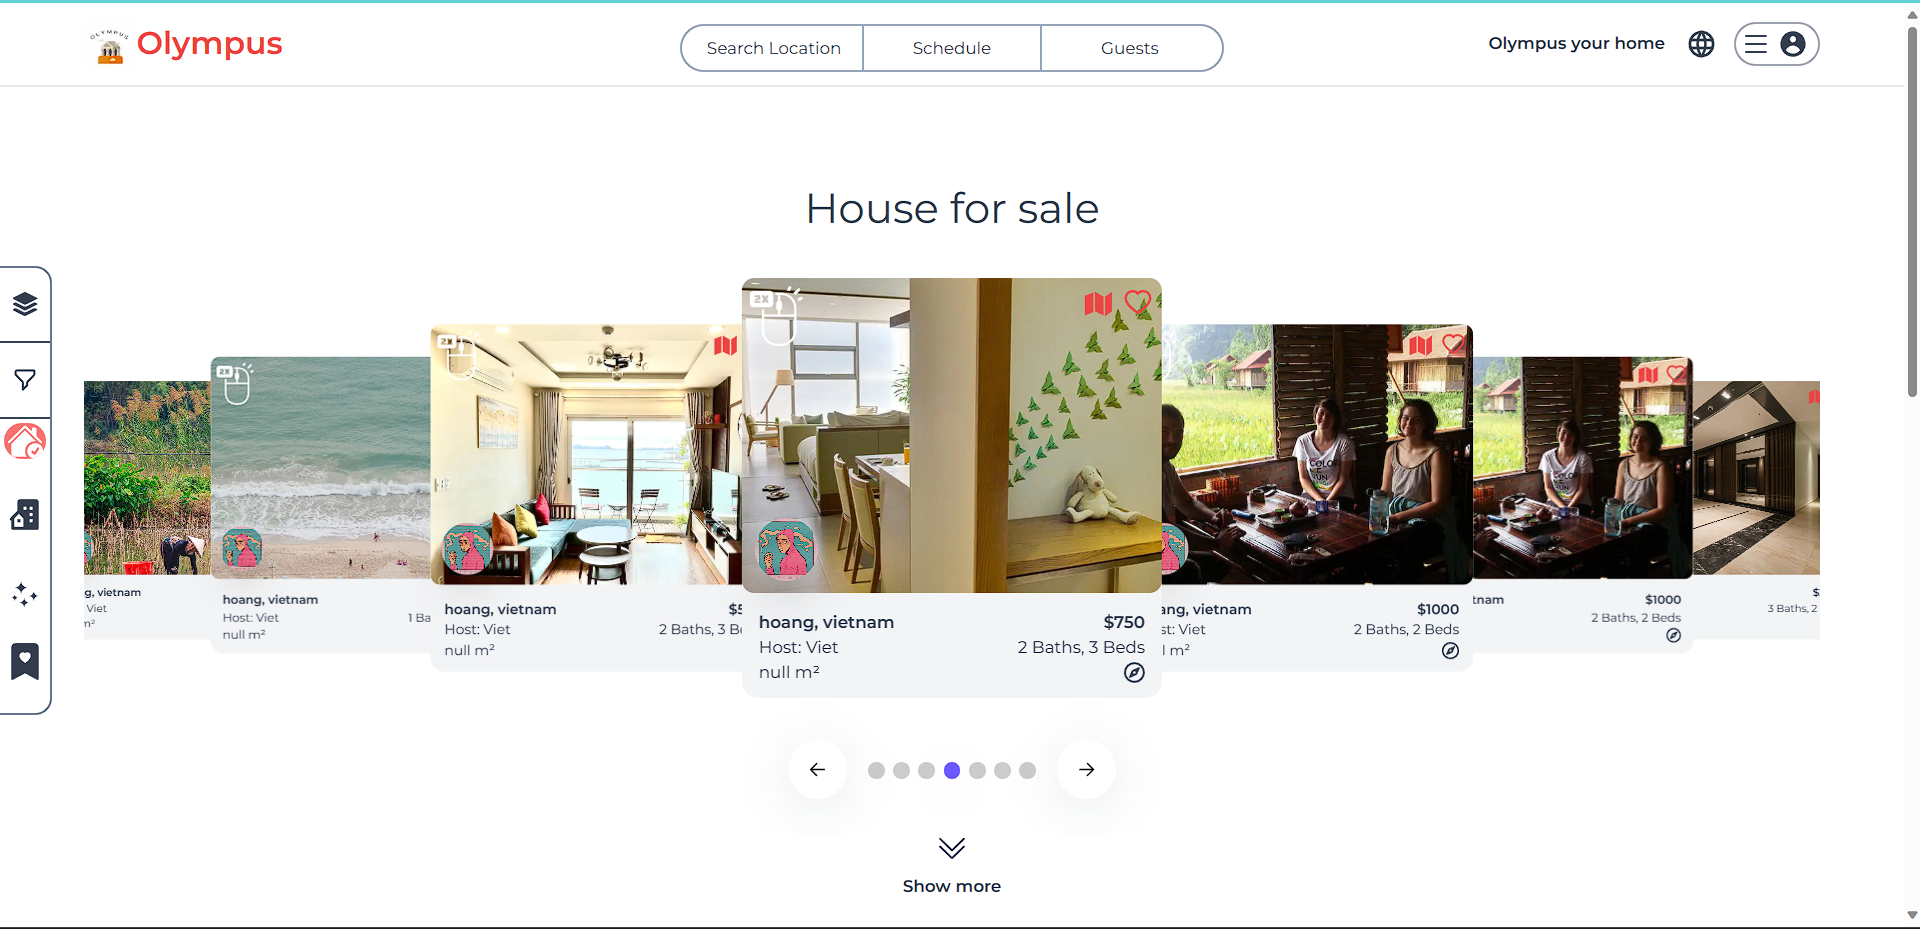 OLYMPUS
Olympus
Search Location
Schedule
Guests
Olympus your home
House for sale
g, vietnam
Viet
m²
2X
hoang, vietnam
Host: Viet
1 Ba
null m²
2X
hoang, vietnam
$5
Host: Viet
2 Baths, 3 Be
null m²
2X
hoang, vietnam
$750
Host: Viet
2 Baths, 3 Beds
null m²
ang, vietnam
$1000
st: Viet
2 Baths, 2 Beds
l m²
tnam
$1000
2 Baths, 2 Beds
$
3 Baths, 2
Show more